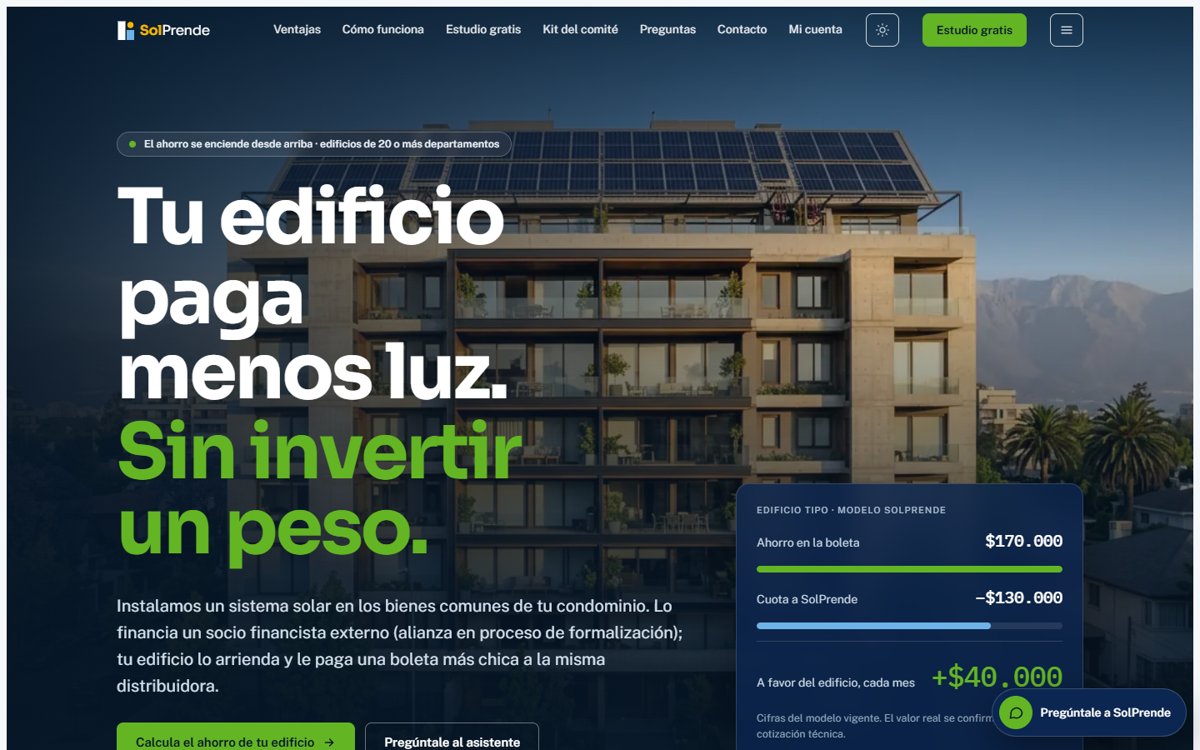 SolPrende
Ventajas
Cómo funciona
Estudio gratis
Kit del comité
Preguntas
Contacto
Mi cuenta
Estudio gratis
El ahorro se enciende desde arriba · edificios de 20 o más departamentos
Tu edificio
paga
menos luz.
Sin invertir
un peso.
Instalamos un sistema solar en los bienes comunes de tu condominio. Lo
financia un socio financista externo (alianza en proceso de formalización);
tu edificio lo arrienda y le paga una boleta más chica a la misma
distribuidora.
Calcula el ahorro de tu edificio →
Pregúntale al asistente
EDIFICIO TIPO · MODELO SOLPRENDE
Ahorro en la boleta $170.000
Cuota a SolPrende −$130.000
A favor del edificio, cada mes +$40.000
Cifras del modelo vigente. El valor real se
cotización técnica.
Pregúntale a SolPrende